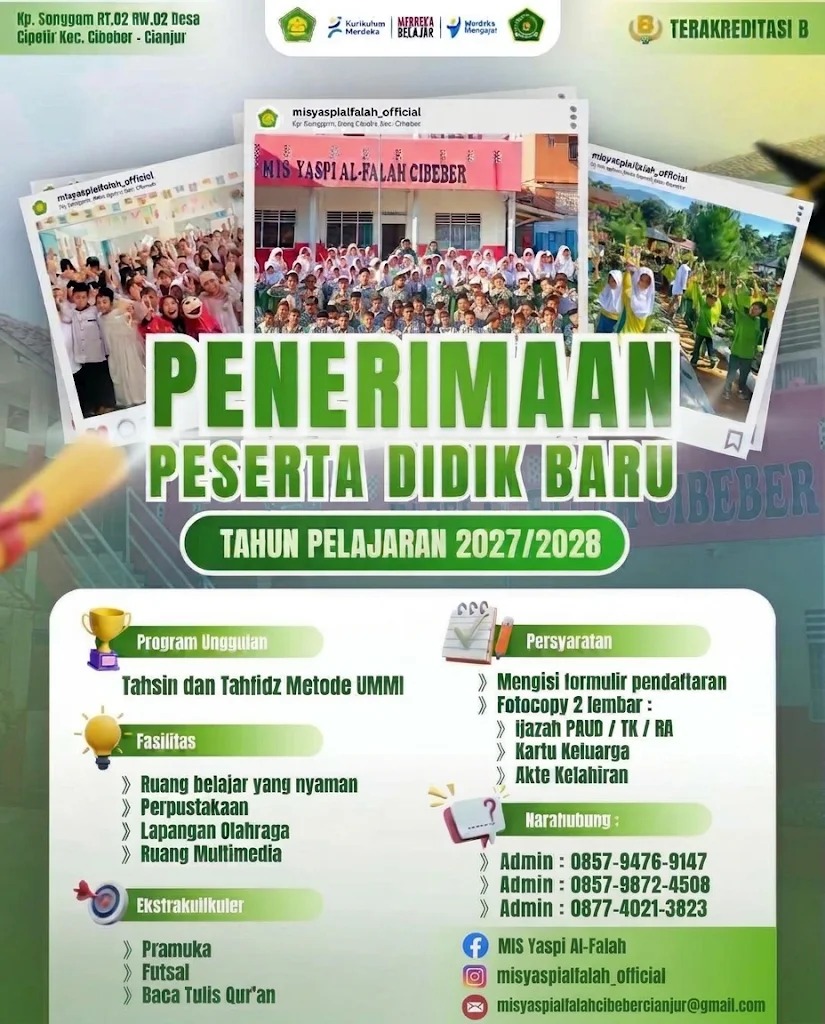 Kp. Songgam RT.02 RW.02 Desa
Cipetir Kec. Cibober - Cianjur
Kurikulum
Merdeka
MERREKA
BELAJAR
Mengajar
TERAKREDITASI B
misyaspialfalah_official
misyaspialfalah_official
misyaspialfalah_official
MIS YASPI AL-FALAH CIBEBER
PENERIMAAN
PESERTA DIDIK BARU
CIBEBER
TAHUN PELAJARAN 2027/2028
Program Unggulan
Tahsin dan Tahfidz Metode UMMI
Fasilitas
Ruang belajar yang nyaman
Perpustakaan
Lapangan Olahraga
Ruang Multimedia
Ekstrakulikuler
Pramuka
Futsal
Baca Tulis Qur'an
Persyaratan
Mengisi formulir pendaftaran
Fotocopy 2 lembar :
ijazah PAUD / TK / RA
Kartu Keluarga
Akte Kelahiran
Narahubung :
Admin : 0857-9476-9147
Admin : 0857-9872-4508
Admin : 0877-4021-3823
MIS Yaspi Al-Falah
misyaspialfalah_official
misyaspialfalahcibebercianjur@gmail.com